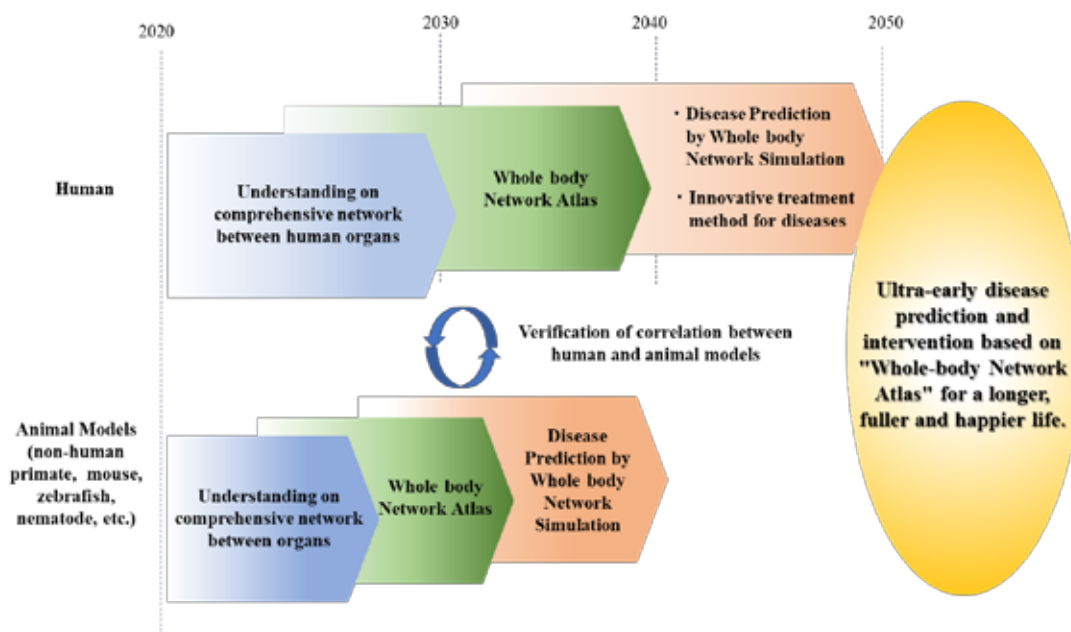 2020
2030
2040
2050
Human
Understanding on
comprehensive network
between human organs
Whole body
Network Atlas
・Disease Prediction
by Whole body
Network Simulation
・Innovative treatment
method for diseases
Verification of correlation between
human and animal models
Animal Models
(non-human
primate, mouse,
zebrafish,
nematode, etc.)
Understanding on
comprehensive network
between organs
Whole body
Network Atlas
Disease
Prediction by
Whole body
Network
Simulation
Ultra-early disease
prediction and
intervention based on
"Whole-body Network
Atlas" for a longer,
fuller and happier life.